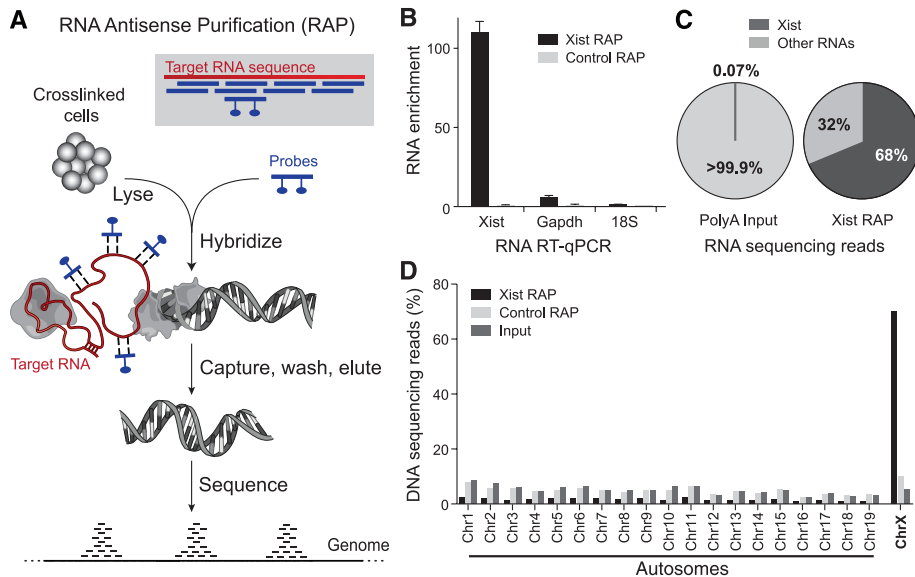 A
RNA Antisense Purification (RAP)
Target RNA sequence
Crosslinked
cells
Probes
Lyse
Hybridize
Target RNA
Capture, wash, elute
Sequence
Genome
B
Xist RAP
Control RAP
RNA enrichment
100
50
0
Xist Gapdh 18S
RNA RT-qPCR
C
Xist
Other RNAs
0.07%
>99.9%
32%
68%
PolyA Input
Xist RAP
RNA sequencing reads
D
Xist RAP
Control RAP
Input
DNA sequencing reads (%)
80
60
40
20
0
Chr1
Chr2
Chr3
Chr4
Chr5
Chr6
Chr7
Chr8
Chr9
Chr10
Chr11
Chr12
Chr13
Chr14
Chr15
Chr16
Chr17
Chr18
Chr19
ChrX
Autosomes